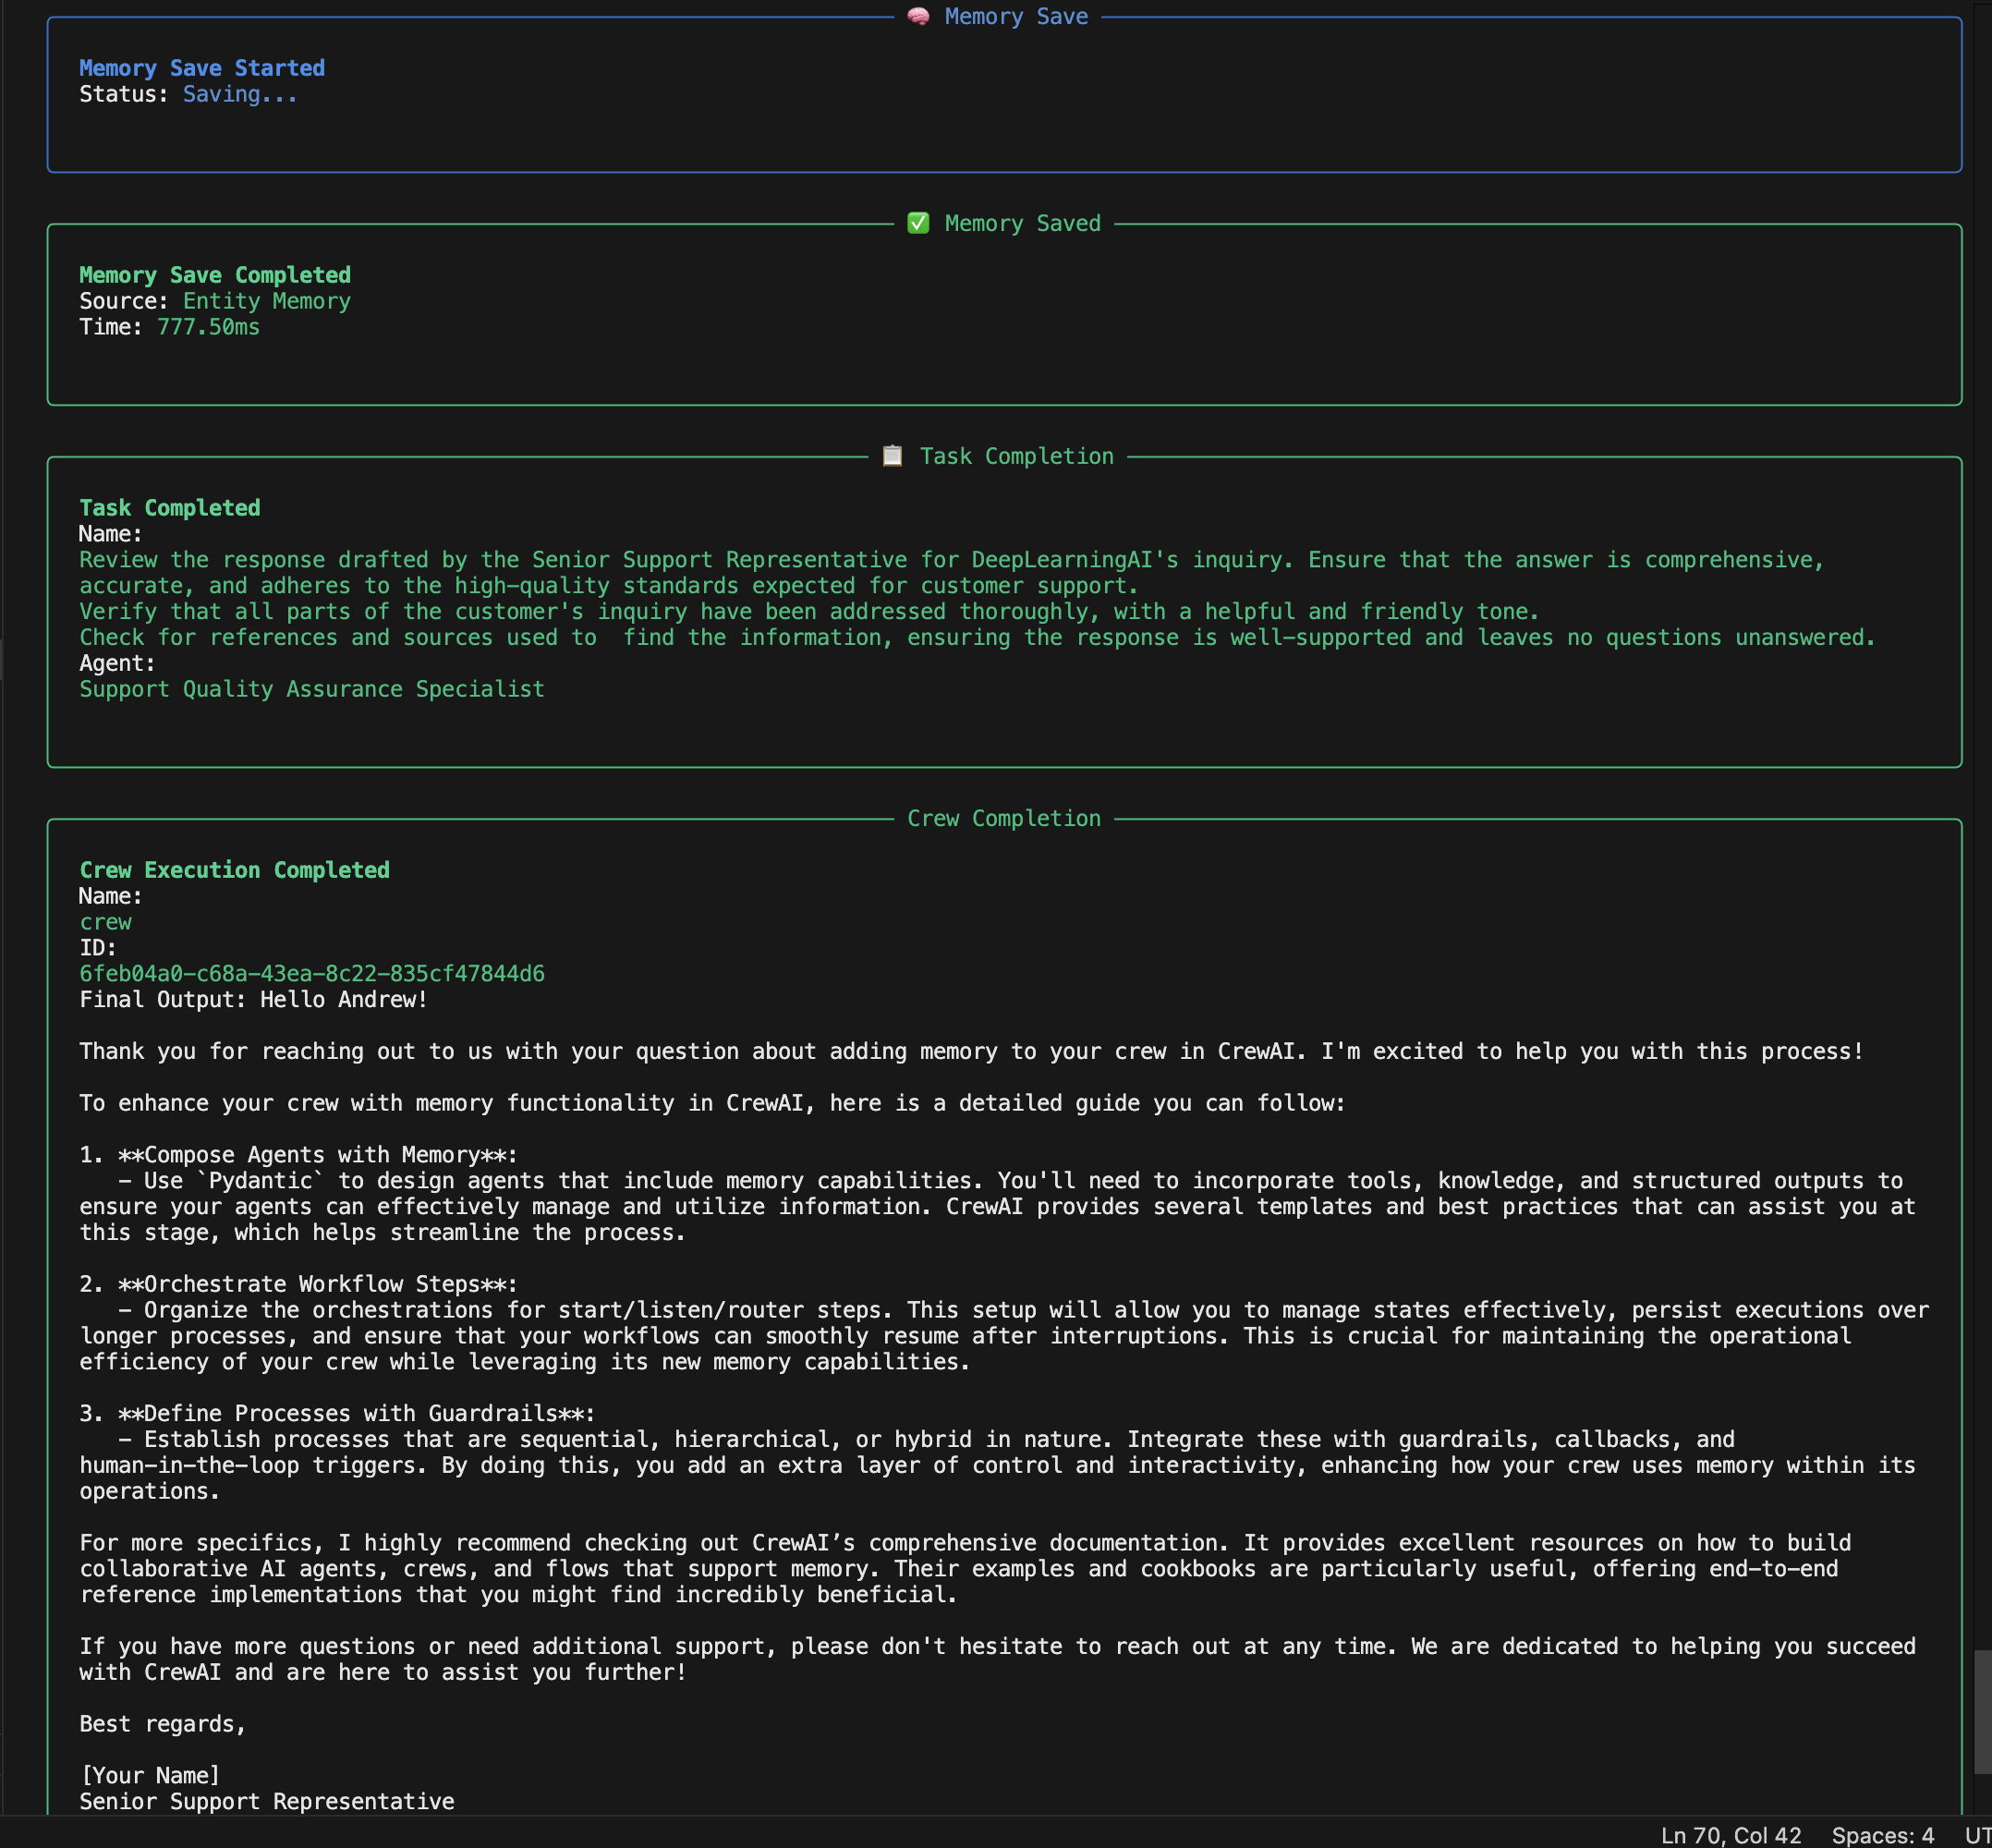 🧠 Memory Save
Memory Save Started
Status: Saving...
✅ Memory Saved
Memory Save Completed
Source: Entity Memory
Time: 777.50ms
📋 Task Completion
Task Completed
Name:
Review the response drafted by the Senior Support Representative for DeepLearningAI's inquiry. Ensure that the answer is comprehensive,
accurate, and adheres to the high-quality standards expected for customer support.
Verify that all parts of the customer's inquiry have been addressed thoroughly, with a helpful and friendly tone.
Check for references and sources used to  find the information, ensuring the response is well-supported and leaves no questions unanswered.
Agent:
Support Quality Assurance Specialist
Crew Completion
Crew Execution Completed
Name:
crew
ID:
6feb04a0-c68a-43ea-8c22-835cf47844d6
Final Output: Hello Andrew!
Thank you for reaching out to us with your question about adding memory to your crew in CrewAI. I'm excited to help you with this process!
To enhance your crew with memory functionality in CrewAI, here is a detailed guide you can follow:
1. **Compose Agents with Memory**:
- Use `Pydantic` to design agents that include memory capabilities. You'll need to incorporate tools, knowledge, and structured outputs to
ensure your agents can effectively manage and utilize information. CrewAI provides several templates and best practices that can assist you at
this stage, which helps streamline the process.
2. **Orchestrate Workflow Steps**:
- Organize the orchestrations for start/listen/router steps. This setup will allow you to manage states effectively, persist executions over
longer processes, and ensure that your workflows can smoothly resume after interruptions. This is crucial for maintaining the operational
efficiency of your crew while leveraging its new memory capabilities.
3. **Define Processes with Guardrails**:
- Establish processes that are sequential, hierarchical, or hybrid in nature. Integrate these with guardrails, callbacks, and
human-in-the-loop triggers. By doing this, you add an extra layer of control and interactivity, enhancing how your crew uses memory within its
operations.
For more specifics, I highly recommend checking out CrewAI’s comprehensive documentation. It provides excellent resources on how to build
collaborative AI agents, crews, and flows that support memory. Their examples and cookbooks are particularly useful, offering end-to-end
reference implementations that you might find incredibly beneficial.
If you have more questions or need additional support, please don't hesitate to reach out at any time. We are dedicated to helping you succeed
with CrewAI and are here to assist you further!
Best regards,
[Your Name]
Senior Support Representative
Ln 70, Col 42 Spaces: 4 UT